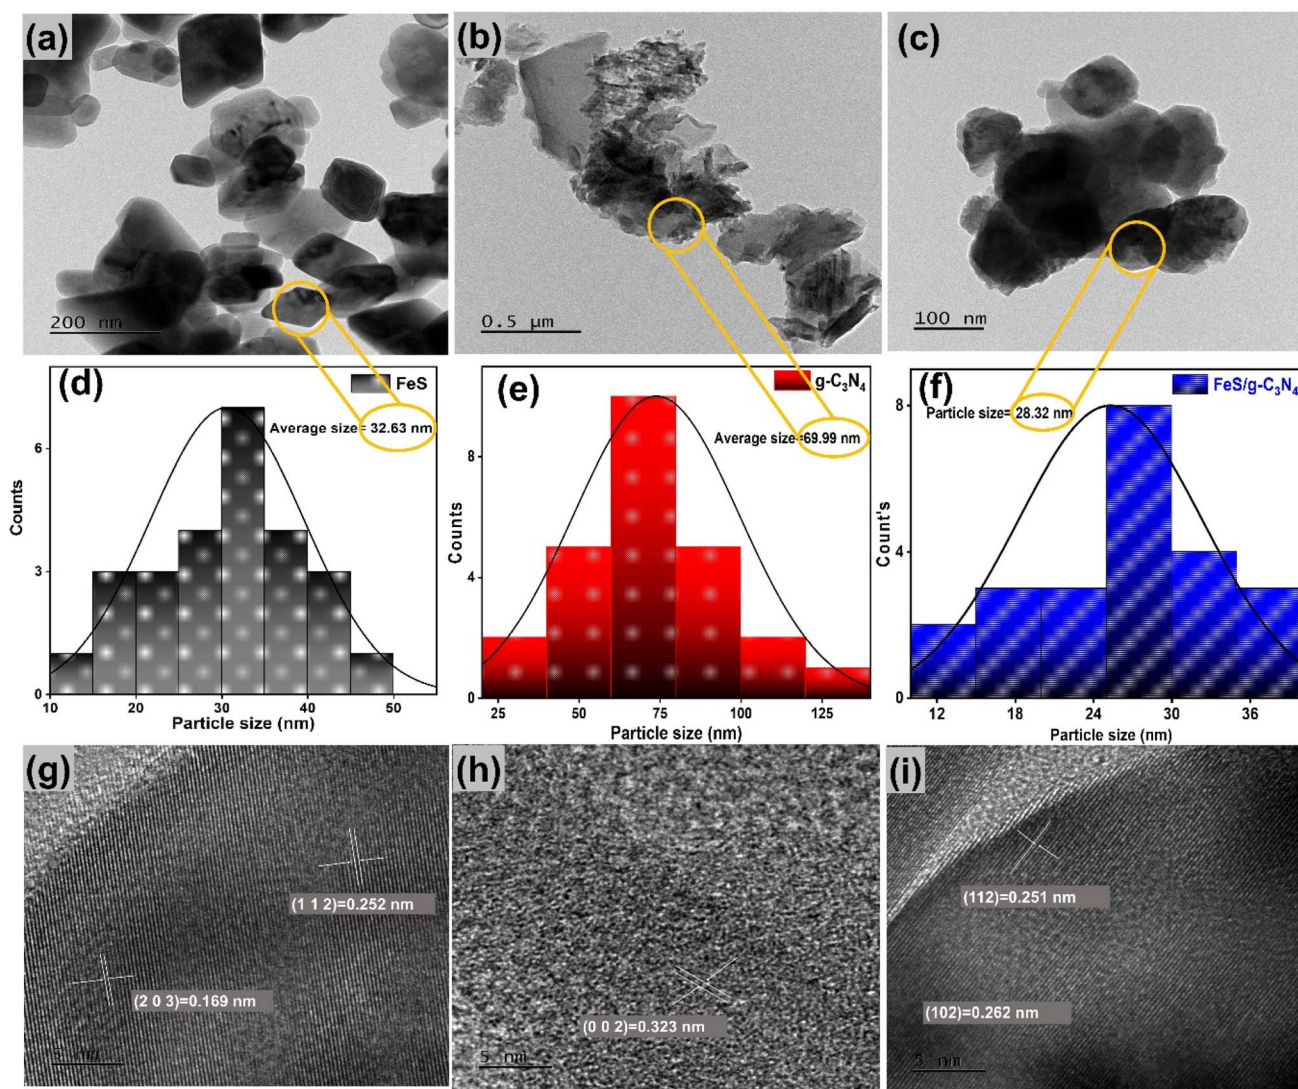 (a)
200 nm
(b)
0.5 µm
(c)
100 nm
(d)
FeS
Average size= 32.63 nm
Counts
6
3
0
10 20 30 40 50
Particle size (nm)
(e)
g-C₃N₄
Average size=69.99 nm
Counts
8
4
0
25 50 75 100 125
Particle size (nm)
(f)
FeS/g-C₃N₄
Particle size= 28.32 nm
Count's
8
4
0
12 18 24 30 36
Particle size (nm)
(g)
(1 1 2)=0.252 nm
(2 0 3)=0.169 nm
5 nm
(h)
(0 0 2)=0.323 nm
5 nm
(i)
(112)=0.251 nm
(102)=0.262 nm
5 nm